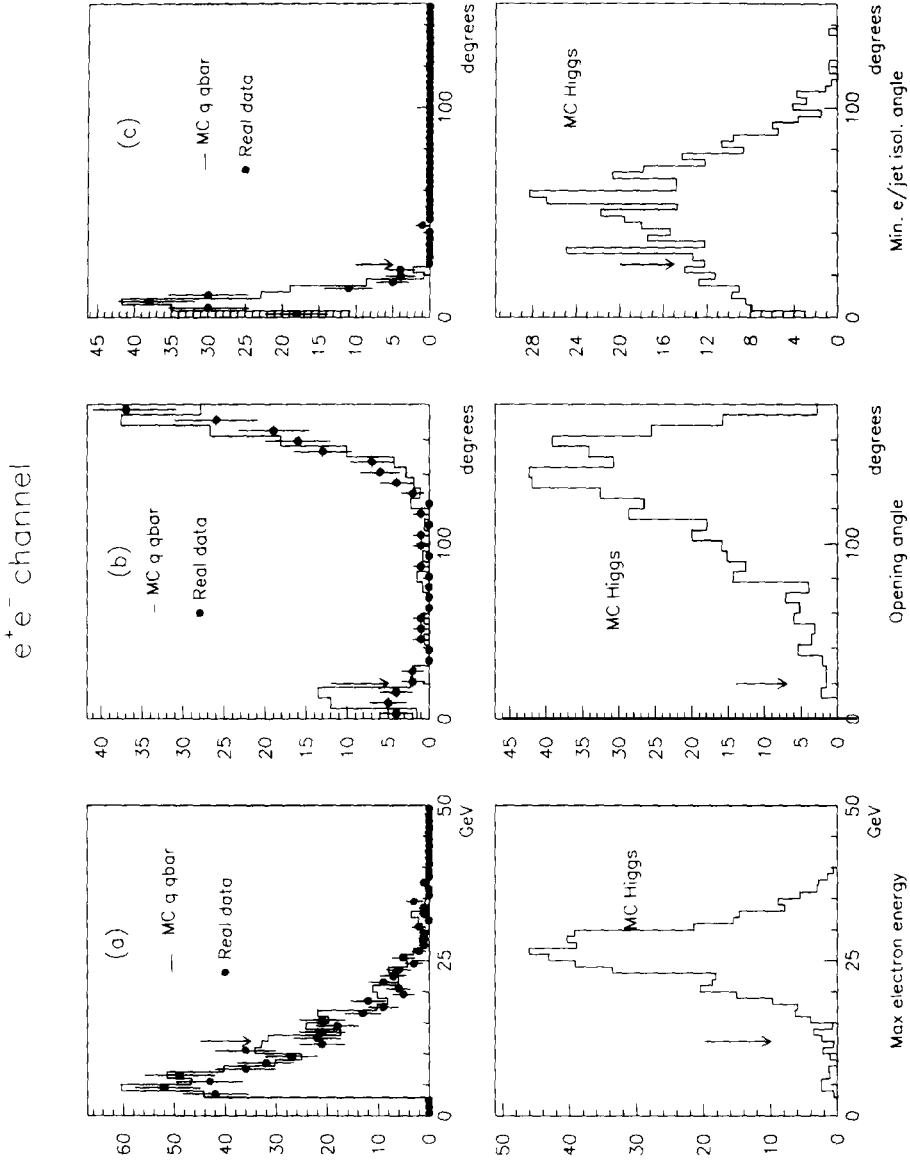 e+e− channel
(a)
— MC q qbar
● Real data
60
50
40
30
20
10
0
0
25
50
GeV
MC Higgs
50
40
30
20
10
0
0
25
50
GeV
Max electron energy
(b)
— MC q qbar
● Real data
40
35
30
25
20
15
10
5
0
0
100
degrees
MC Higgs
45
40
35
30
25
20
15
10
5
0
0
100
degrees
Opening angle
(c)
— MC q qbar
● Real data
45
40
35
30
25
20
15
10
5
0
0
100
degrees
MC Higgs
28
24
20
16
12
8
4
0
0
100
degrees
Min. e/jet isol. angle